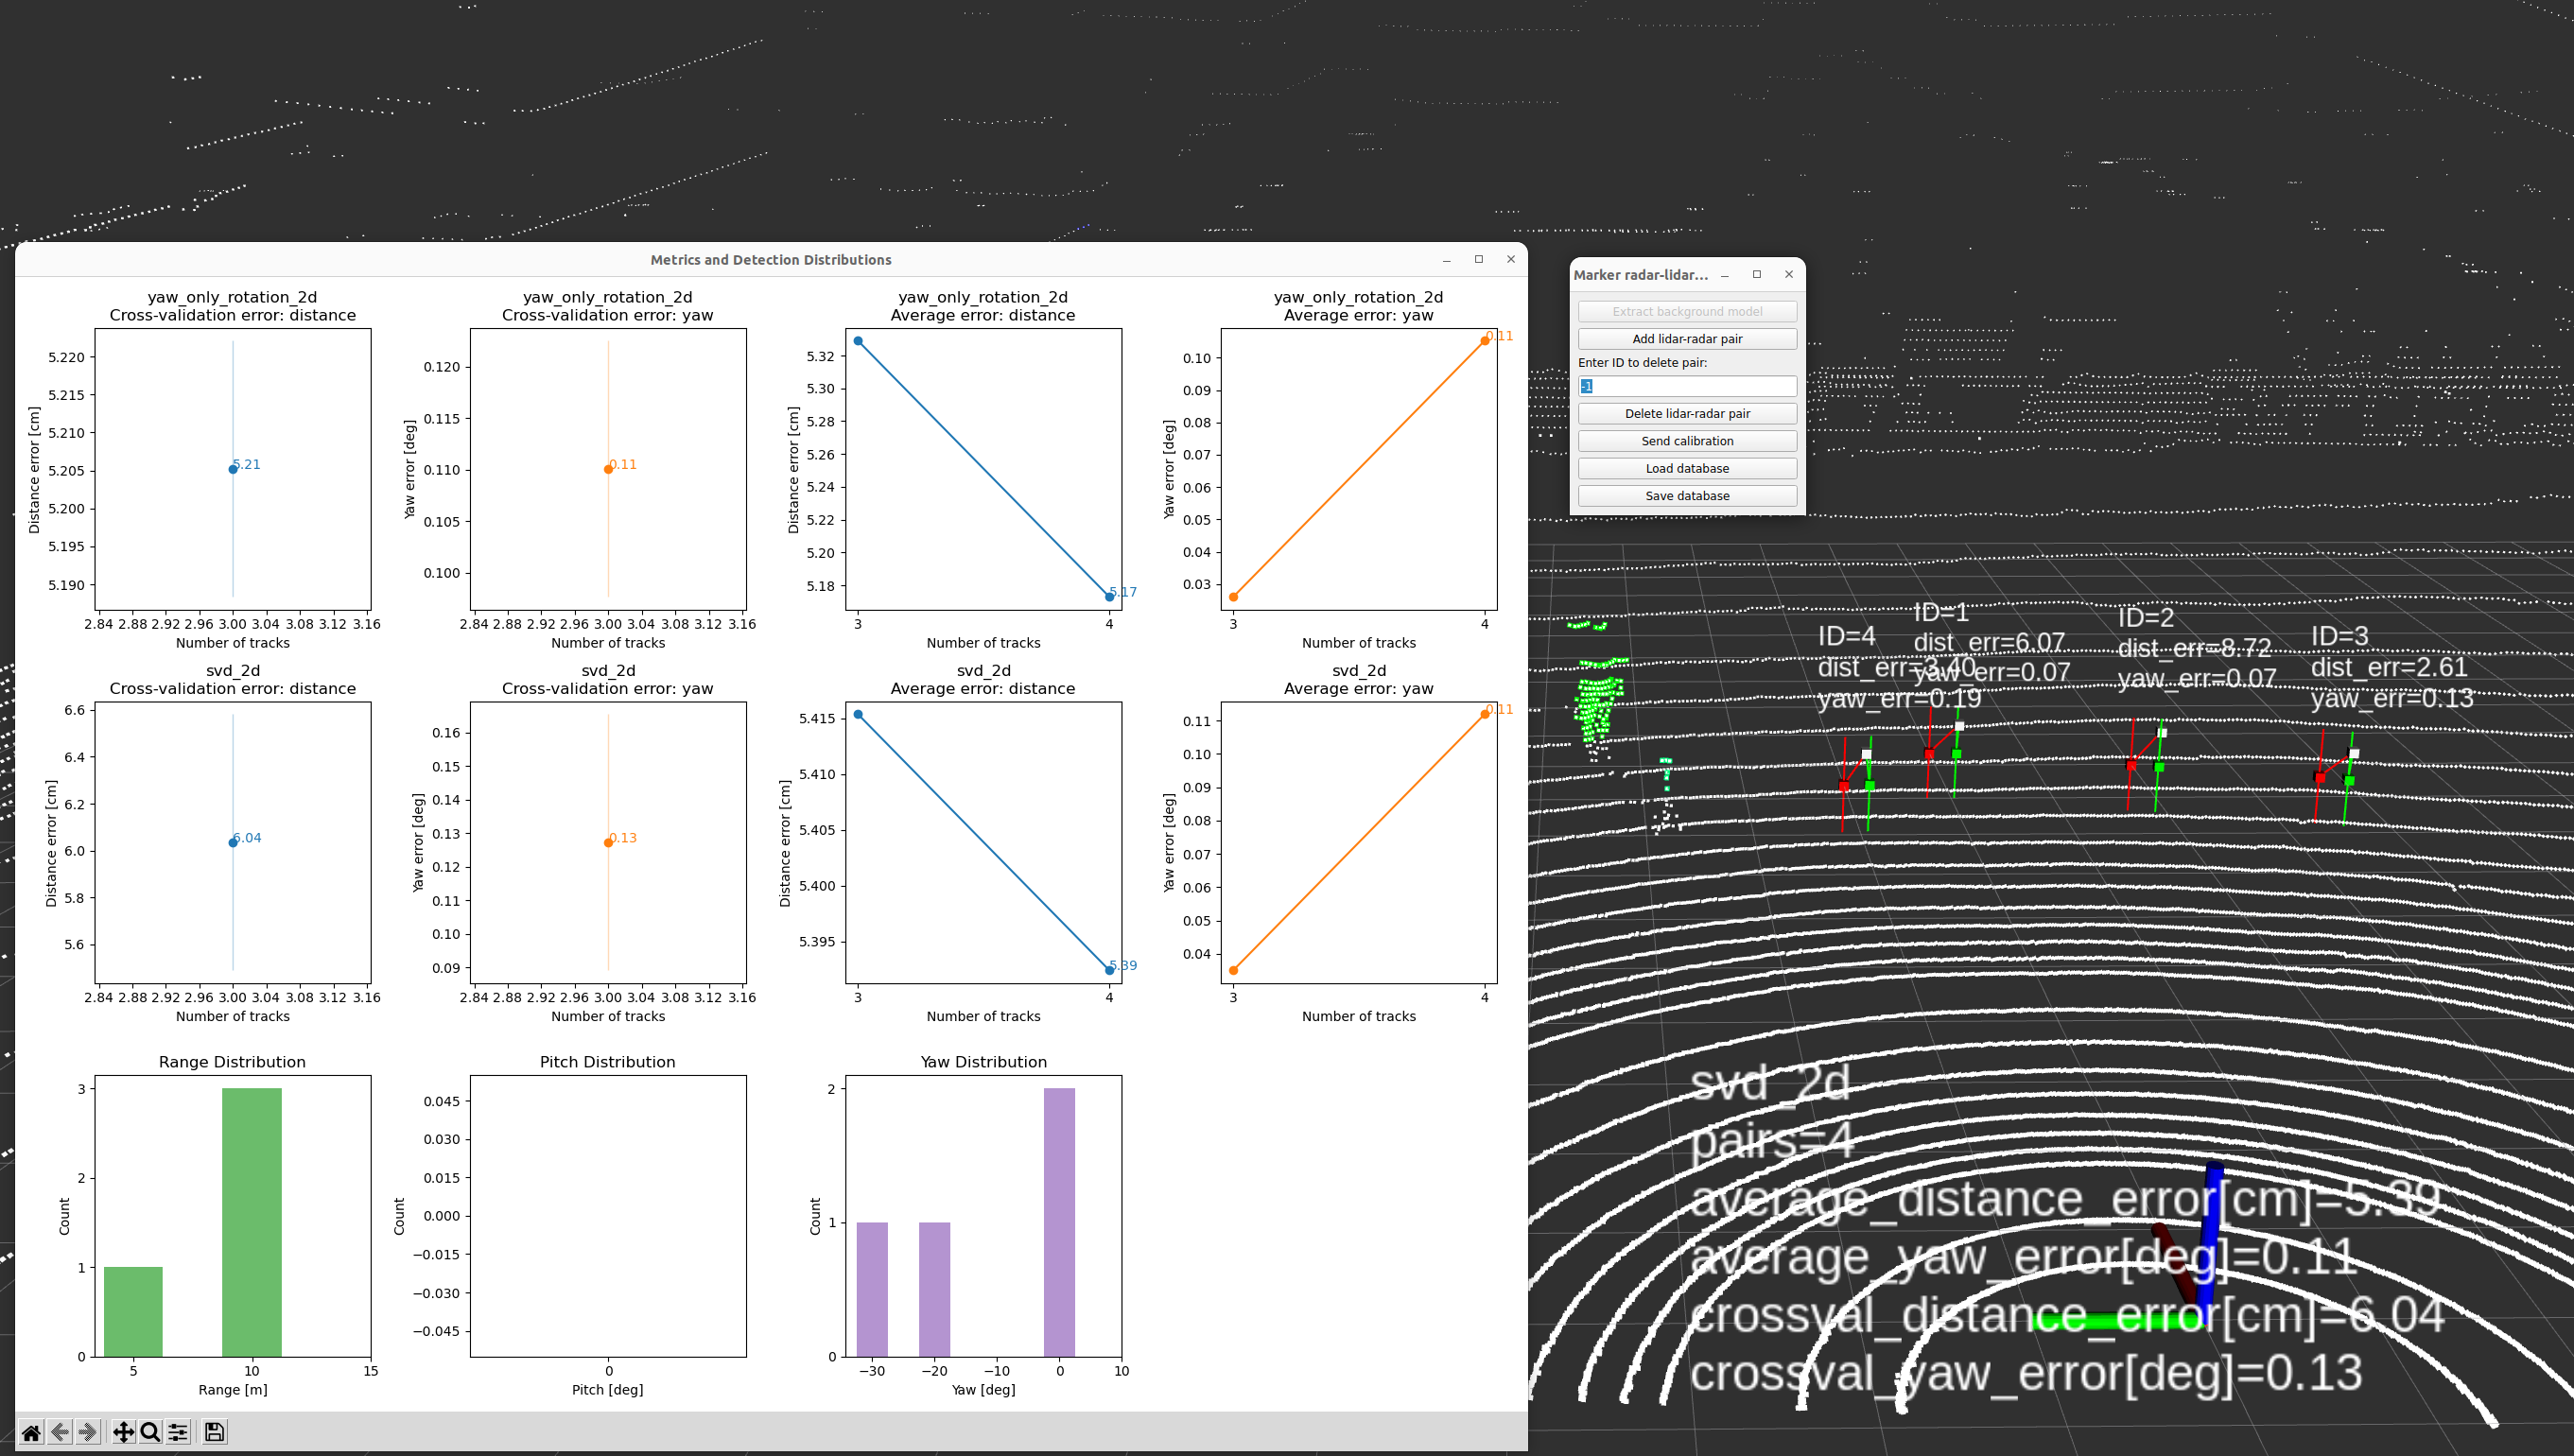 Metrics and Detection Distributions
yaw_only_rotation_2d
Cross-validation error: distance
Distance error [cm]
5.220
5.215
5.210
5.205
5.200
5.195
5.190
5.21
2.84 2.88 2.92 2.96 3.00 3.04 3.08 3.12 3.16
Number of tracks
yaw_only_rotation_2d
Cross-validation error: yaw
Yaw error [deg]
0.120
0.115
0.110
0.105
0.100
0.11
2.84 2.88 2.92 2.96 3.00 3.04 3.08 3.12 3.16
Number of tracks
yaw_only_rotation_2d
Average error: distance
Distance error [cm]
5.32
5.30
5.28
5.26
5.24
5.22
5.20
5.18
5.17
3 4
Number of tracks
yaw_only_rotation_2d
Average error: yaw
Yaw error [deg]
0.11
0.10
0.09
0.08
0.07
0.06
0.05
0.04
0.03
3 4
Number of tracks
svd_2d
Cross-validation error: distance
Distance error [cm]
6.6
6.4
6.2
6.0
5.8
5.6
6.04
2.84 2.88 2.92 2.96 3.00 3.04 3.08 3.12 3.16
Number of tracks
svd_2d
Cross-validation error: yaw
Yaw error [deg]
0.16
0.15
0.14
0.13
0.12
0.11
0.10
0.09
0.13
2.84 2.88 2.92 2.96 3.00 3.04 3.08 3.12 3.16
Number of tracks
svd_2d
Average error: distance
Distance error [cm]
5.415
5.410
5.405
5.400
5.395
5.39
3 4
Number of tracks
svd_2d
Average error: yaw
Yaw error [deg]
0.11
0.11
0.10
0.09
0.08
0.07
0.06
0.05
0.04
3 4
Number of tracks
Range Distribution
Count
3
2
1
0
5 10 15
Range [m]
Pitch Distribution
Count
0.045
0.030
0.015
0.000
−0.015
−0.030
−0.045
0
Pitch [deg]
Yaw Distribution
Count
2
1
0
−30 −20 −10 0 10
Yaw [deg]
Marker radar-lidar...
Extract background model
Add lidar-radar pair
Enter ID to delete pair:
-1
Delete lidar-radar pair
Send calibration
Load database
Save database
ID=4
dist_err=3.40
yaw_err=0.19
ID=1
dist_err=6.07
yaw_err=0.07
ID=2
dist_err=8.72
yaw_err=0.07
ID=3
dist_err=2.61
yaw_err=0.13
svd_2d
pairs=4
average_distance_error[cm]=5.39
average_yaw_error[deg]=0.11
crossval_distance_error[cm]=6.04
crossval_yaw_error[deg]=0.13